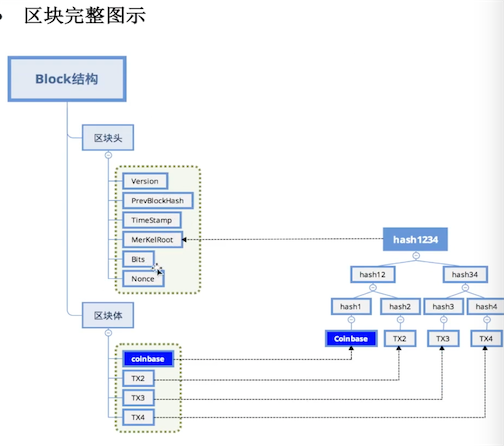 区块完整图示
Block结构
区块头
Version
PrevBlockHash
TimeStamp
MerKelRoot
Bits
Nonce
区块体
coinbase
TX2
TX3
TX4
hash1234
hash12 hash34
hash1 hash2 hash3 hash4
Coinbase TX2 TX3 TX4